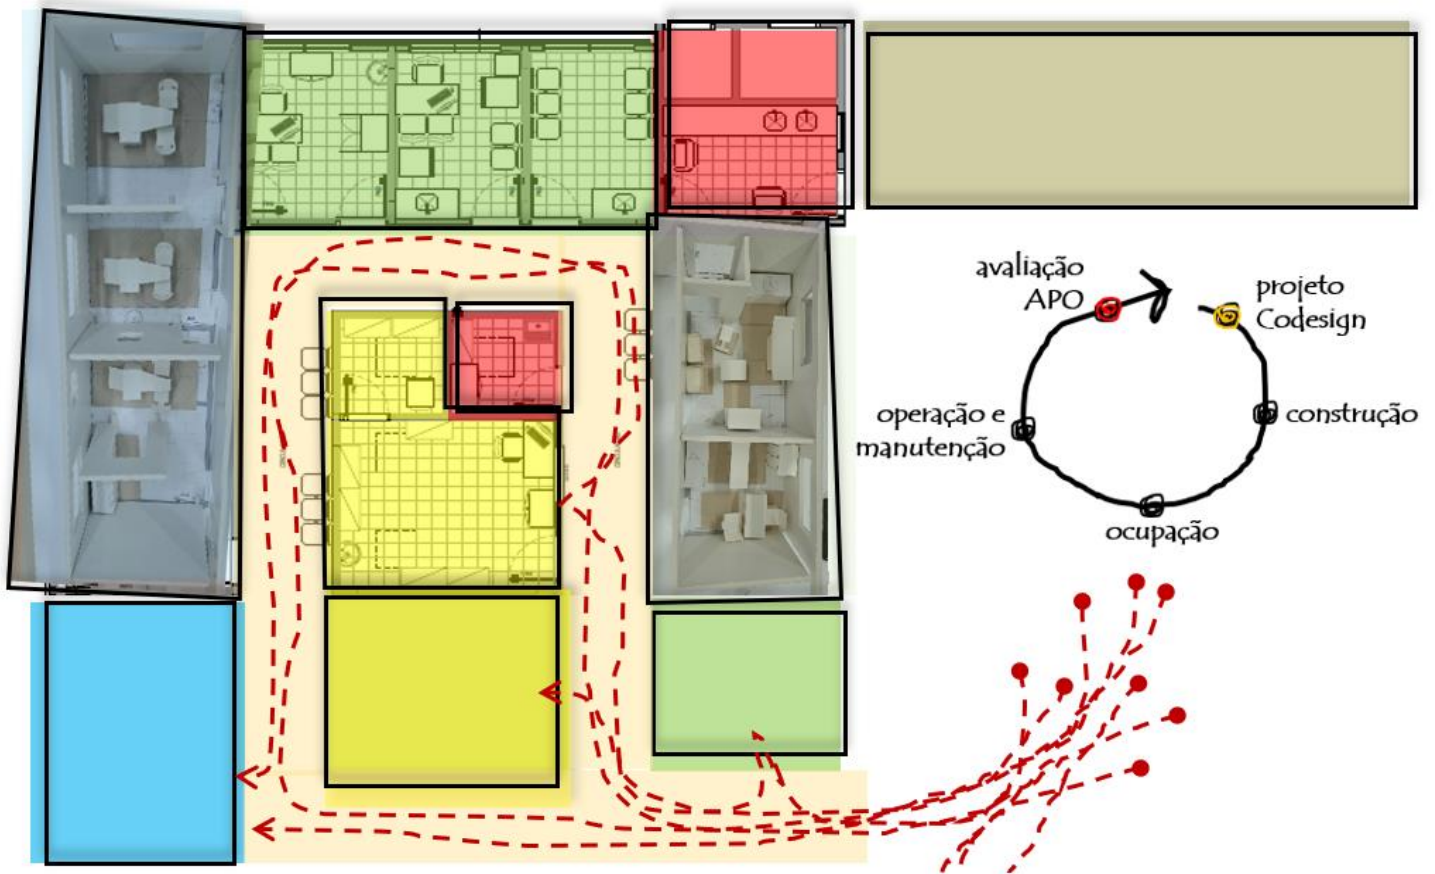 avaliação
APO
projeto
Codesign
operação e
manutenção
construção
ocupação